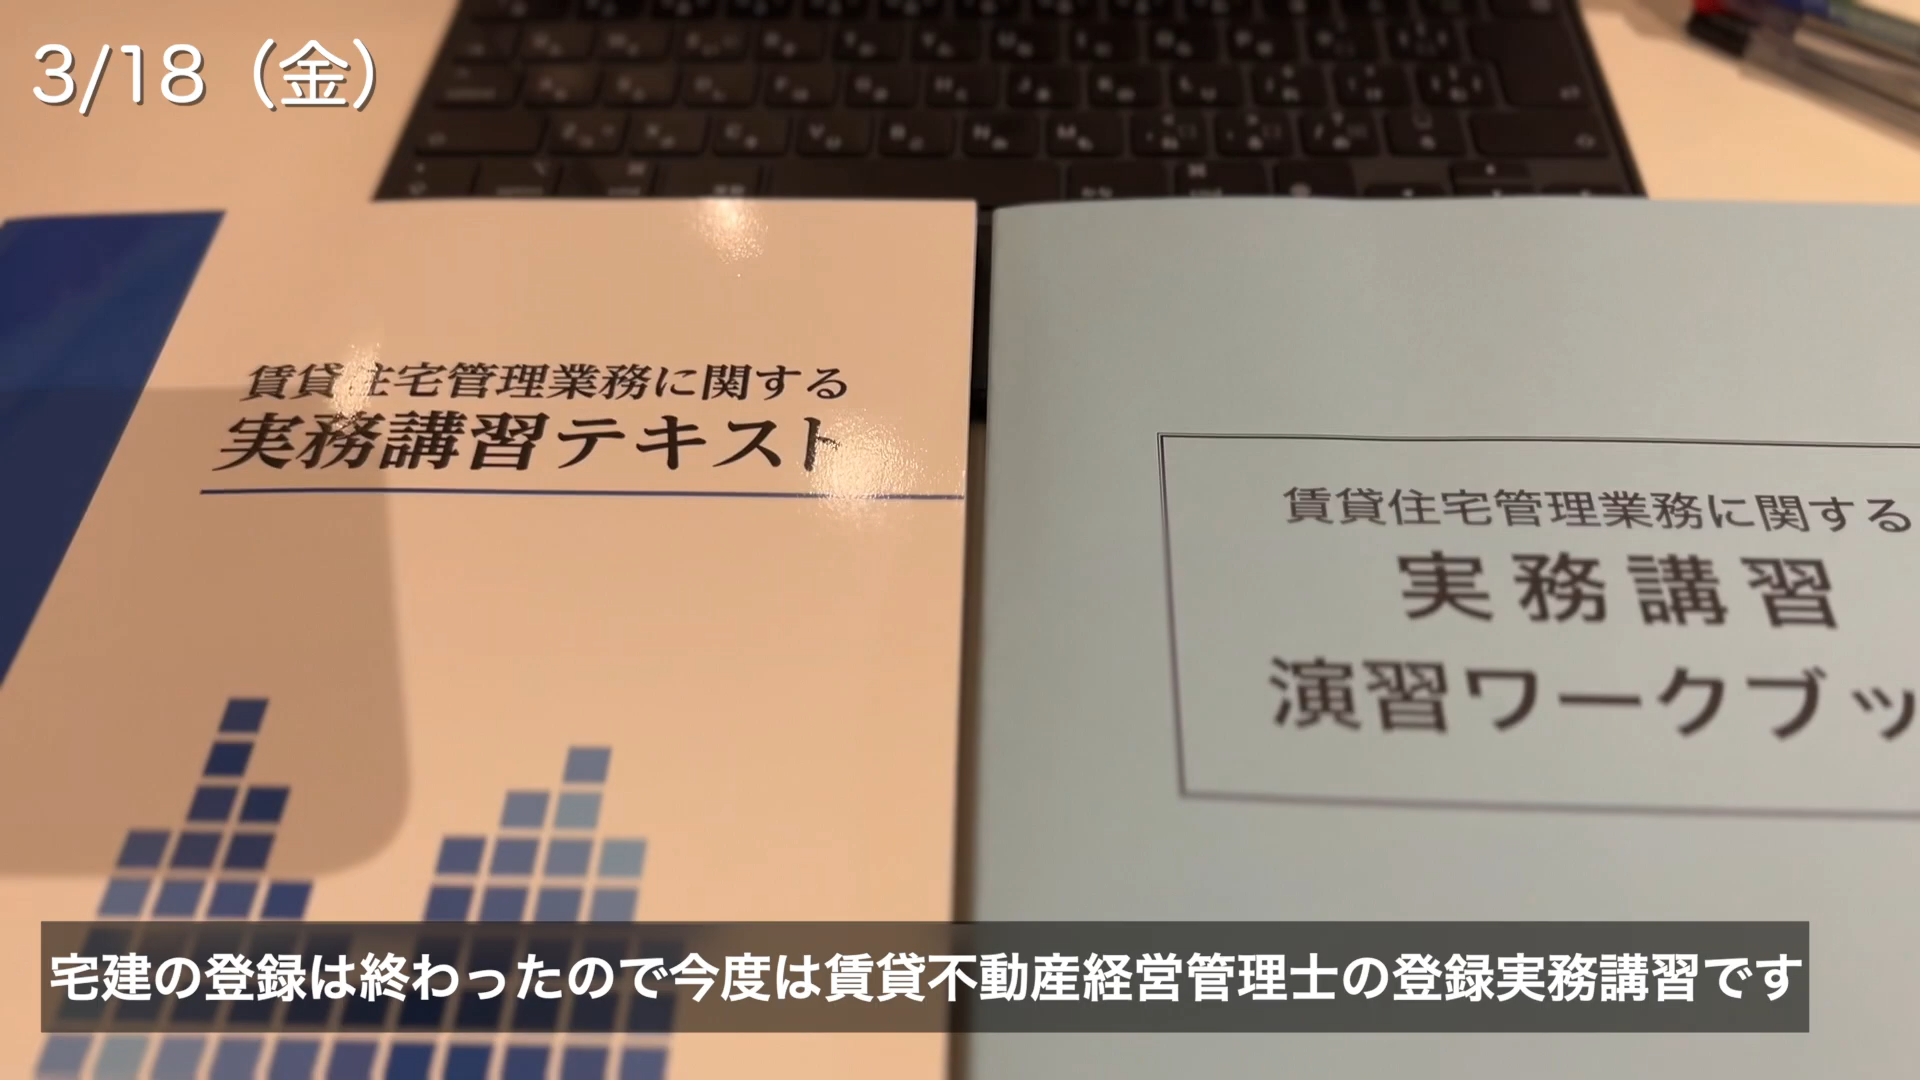 3/18（金）
賃貸住宅管理業務に関する
実務講習テキスト
賃貸住宅管理業務に関する
実務講習
演習ワークブッ
宅建の登録は終わったので今度は賃貸不動産経営管理士の登録実務講習です